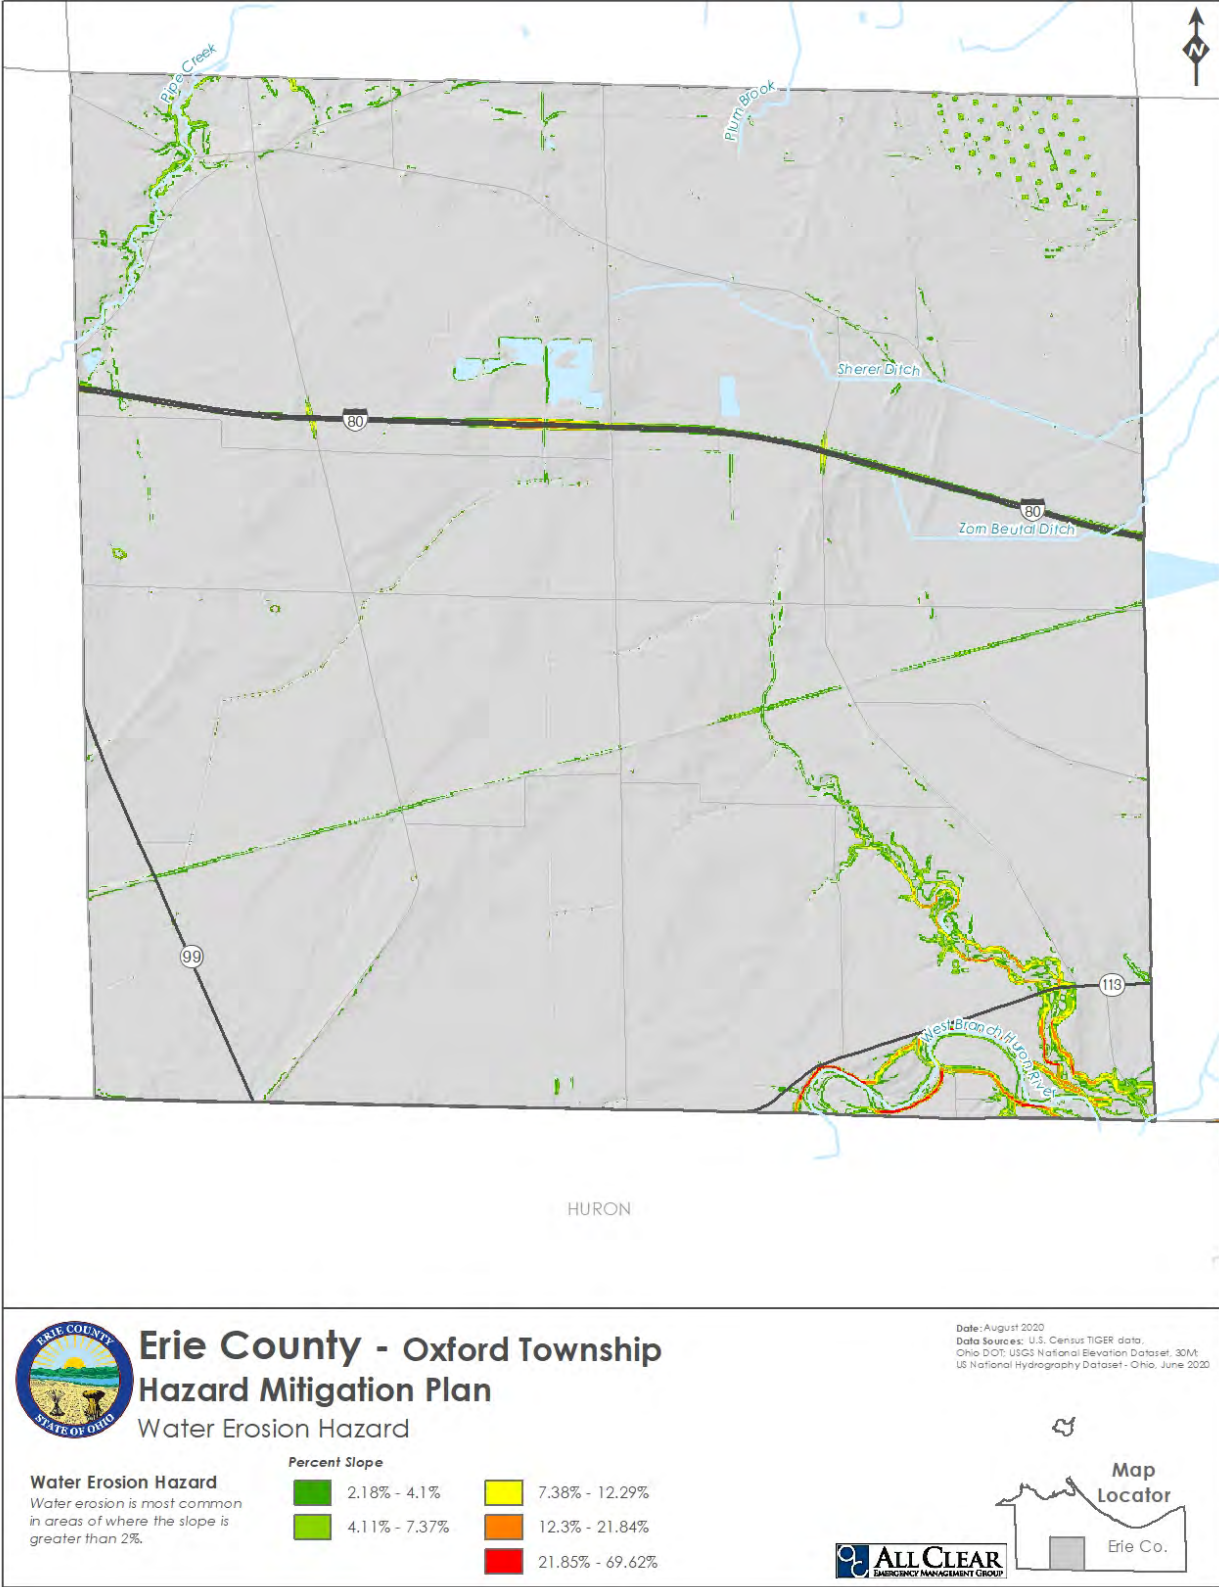 N
Pipe Creek
Plum Brook
Sherer Ditch
80
80
Zorn Beutal Ditch
99
113
West Branch Huron River
HURON
ERIE COUNTY
STATE OF OHIO
Erie County - Oxford Township
Hazard Mitigation Plan
Water Erosion Hazard
Date: August 2020
Data Sources: U.S. Census TIGER data,
Ohio DOT; USGS National Elevation Dataset, 30M;
US National Hydrography Dataset - Ohio, June 2020
Water Erosion Hazard
Water erosion is most common
in areas of where the slope is
greater than 2%.
Percent Slope
2.18% - 4.1%
4.11% - 7.37%
7.38% - 12.29%
12.3% - 21.84%
21.85% - 69.62%
ALL CLEAR
EMERGENCY MANAGEMENT GROUP
Map
Locator
Erie Co.